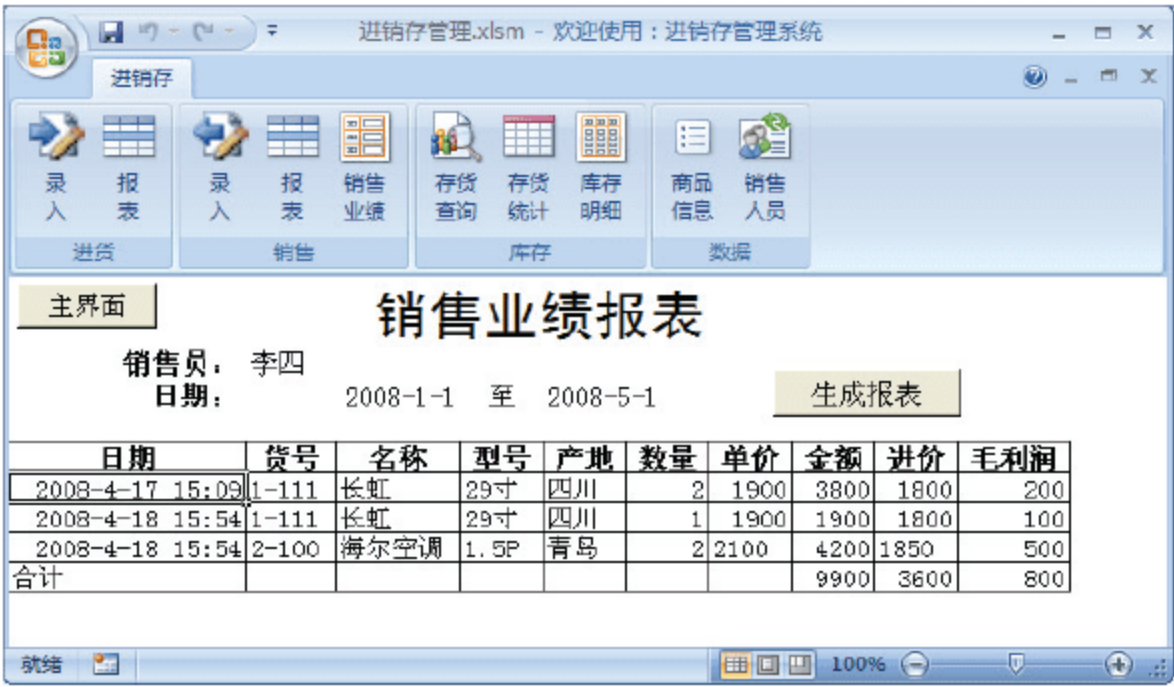 进销存管理.xlsm - 欢迎使用：进销存管理系统
进销存
录入 报表 录入 报表 销售业绩 存货查询 存货统计 库存明细 商品信息 销售人员
进货 销售 库存 数据
主界面
销售业绩报表
销售员： 李四
日期： 2008-1-1 至 2008-5-1 生成报表
日期 货号 名称 型号 产地 数量 单价 金额 进价 毛利润
2008-4-17 15:09 1-111 长虹 29寸 四川 2 1900 3800 1800 200
2008-4-18 15:54 1-111 长虹 29寸 四川 1 1900 1900 1800 100
2008-4-18 15:54 2-100 海尔空调 1.5P 青岛 2 2100 4200 1850 500
合计 9900 3600 800
就绪 100%